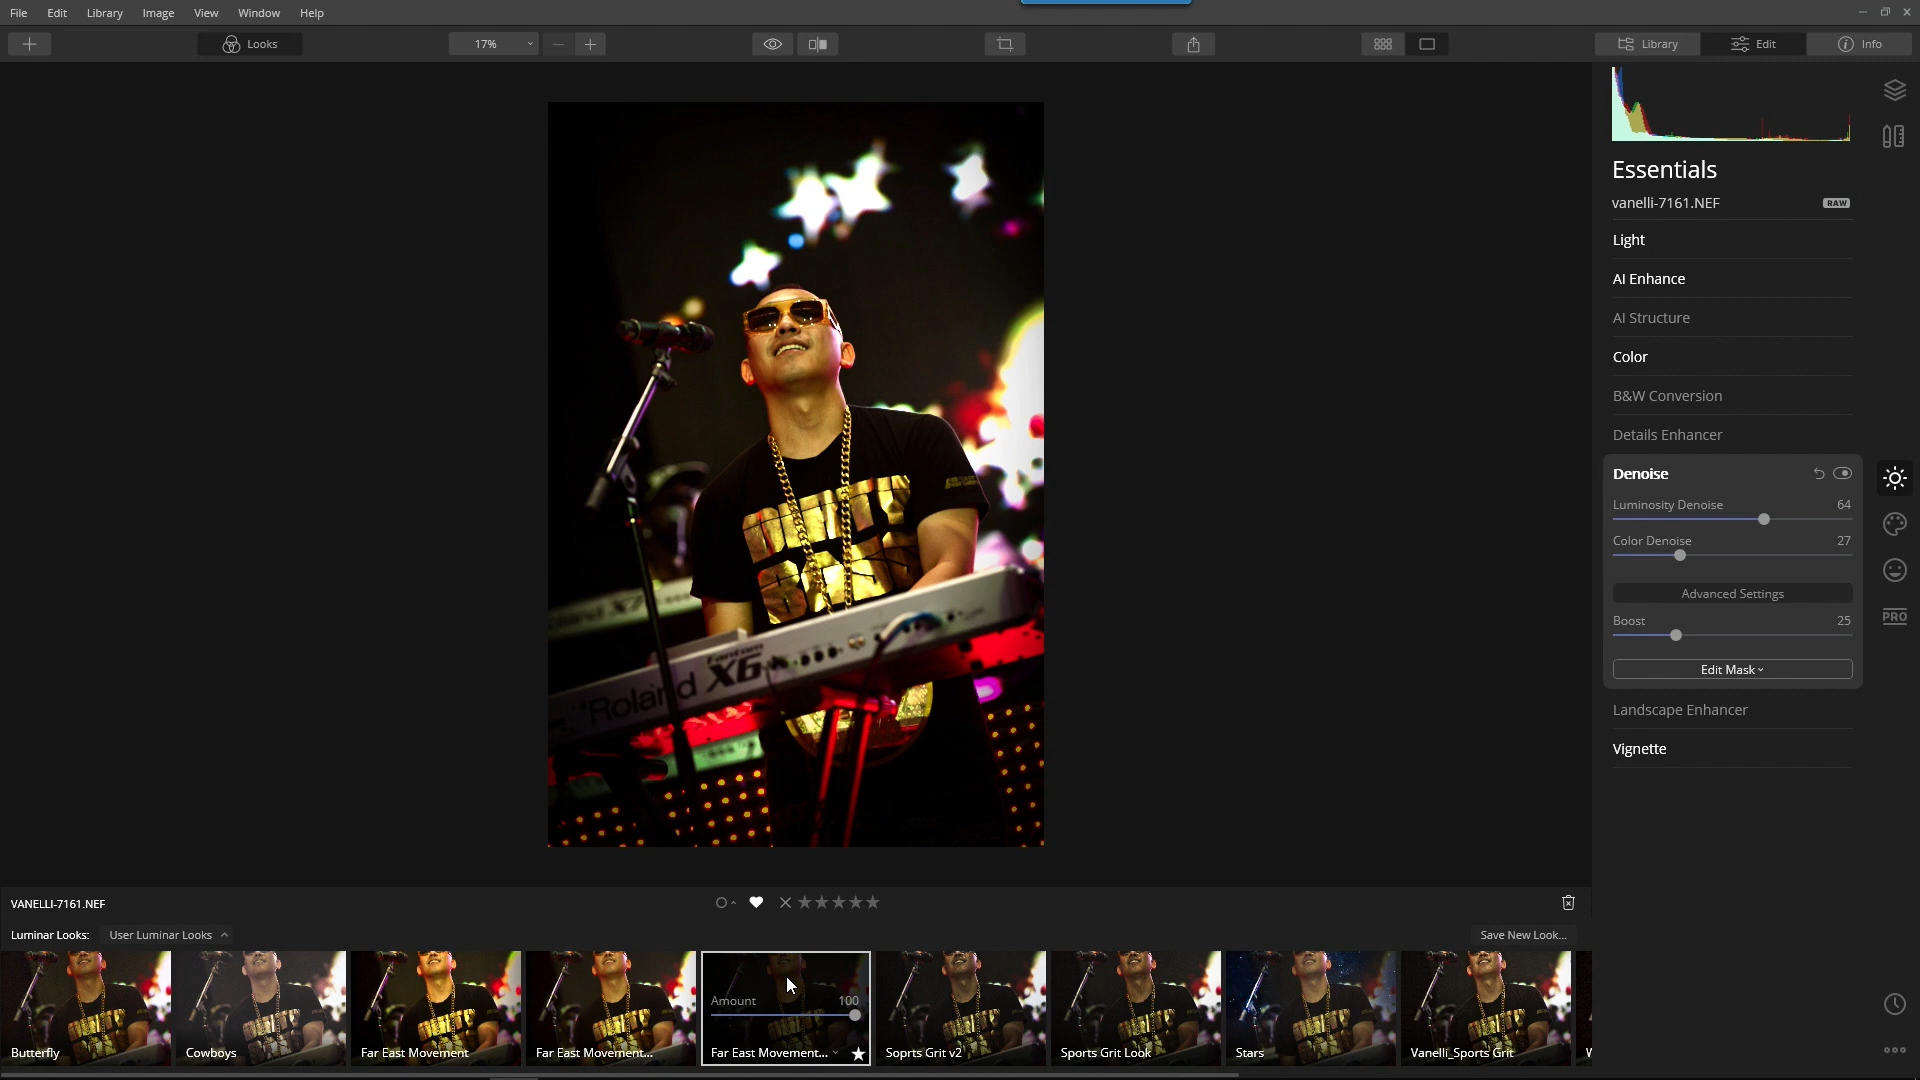 File Edit Library Image View Window Help
Looks 17% Library Edit Info
Essentials
vanelli-7161.NEF RAW
Light
AI Enhance
AI Structure
Color
B&W Conversion
Details Enhancer
Denoise
Luminosity Denoise 64
Color Denoise 27
Advanced Settings
Boost 25
Edit Mask
Landscape Enhancer
Vignette
PRO
Fantom
Roland X6
VANELLI-7161.NEF
Luminar Looks: User Luminar Looks Save New Look...
Amount 100
Butterfly Cowboys Far East Movement Far East Movement... Far East Movement... Soprts Grit v2 Sports Grit Look Stars Vanelli_Sports Grit